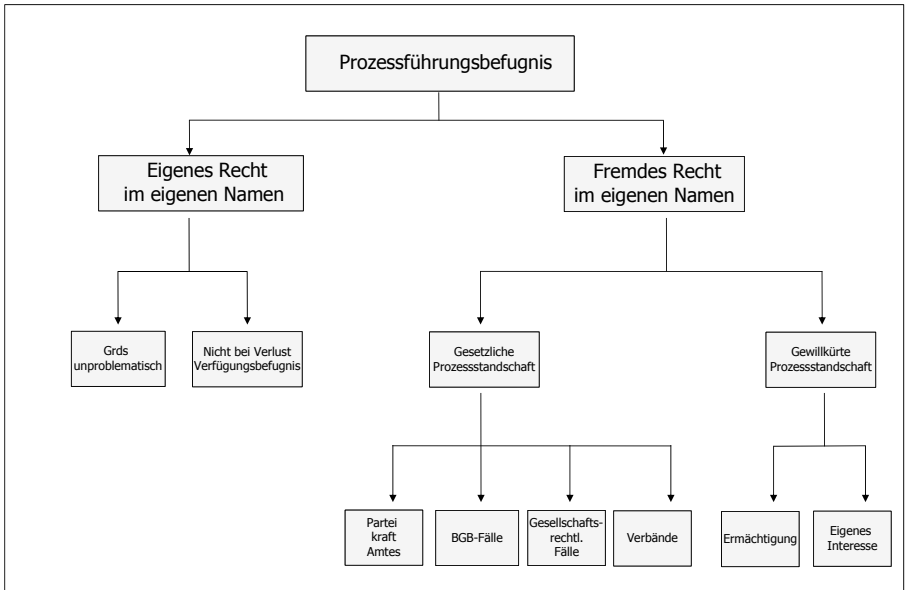 Prozessführungsbefugnis
Eigenes Recht
im eigenen Namen
Fremdes Recht
im eigenen Namen
Grds
unproblematisch
Nicht bei Verlust
Verfügungsbefugnis
Gesetzliche
Prozessstandschaft
Gewillkürte
Prozessstandschaft
Partei
kraft
Amtes
BGB-Fälle
Gesellschafts-
rechtl.
Fälle
Verbände
Ermächtigung
Eigenes
Interesse